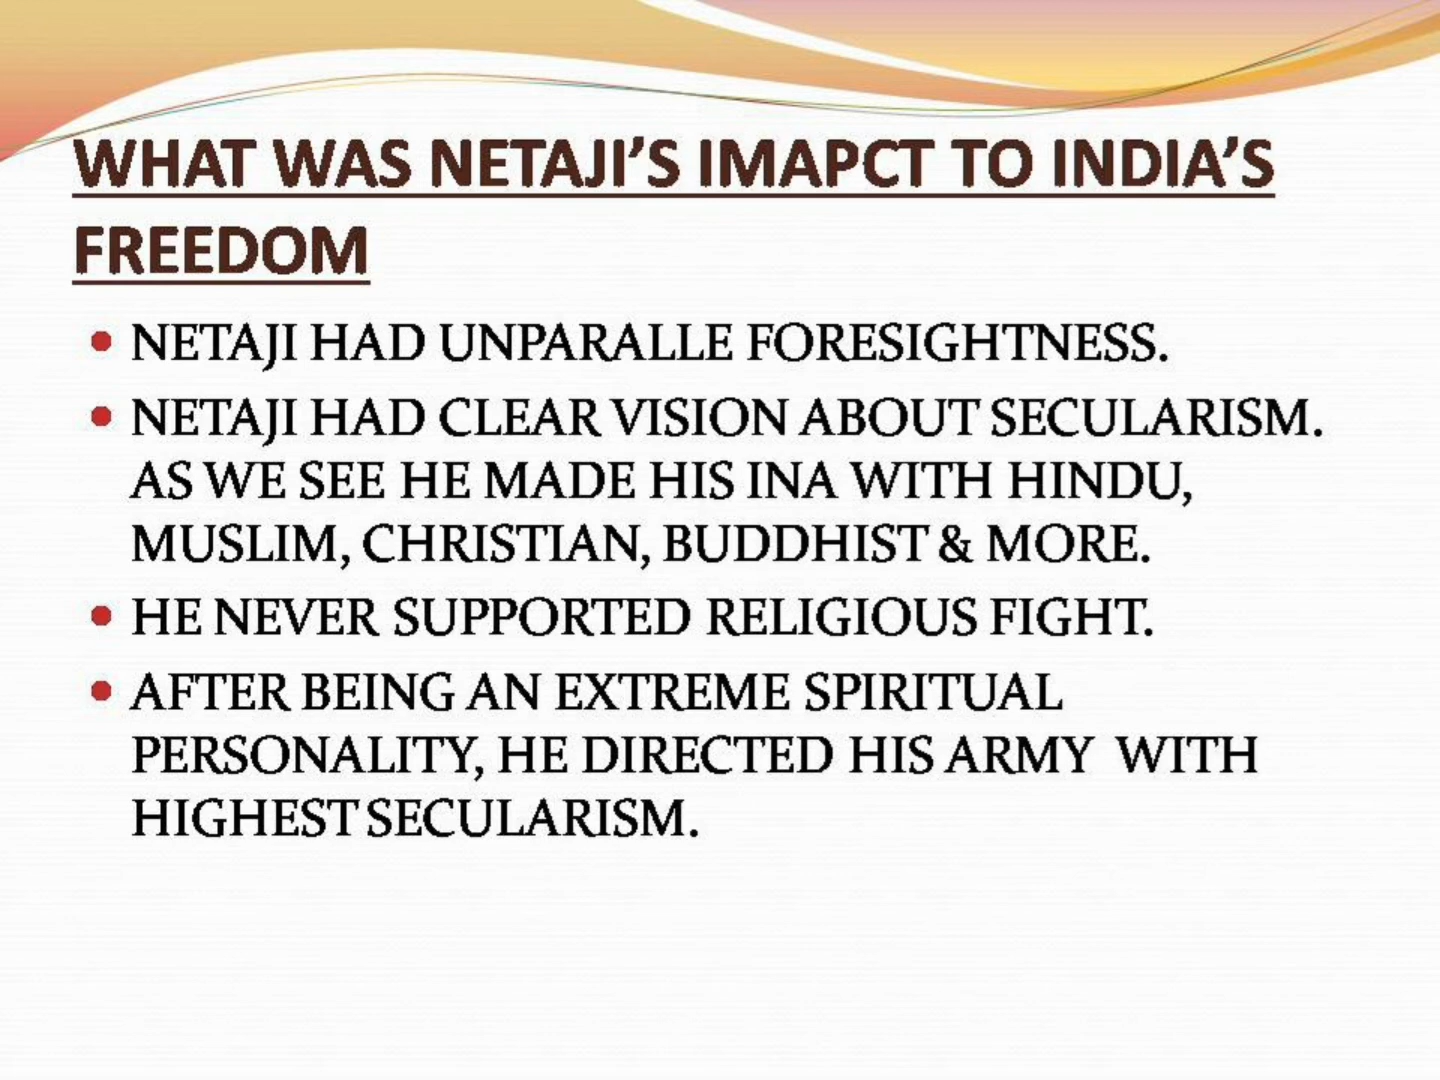 WHAT WAS NETAJI'S IMAPCT TO INDIA'S
FREEDOM
• NETAJI HAD UNPARALLE FORESIGHTNESS.
• NETAJI HAD CLEAR VISION ABOUT SECULARISM.
AS WE SEE HE MADE HIS INA WITH HINDU,
MUSLIM, CHRISTIAN, BUDDHIST & MORE.
• HE NEVER SUPPORTED RELIGIOUS FIGHT.
• AFTER BEING AN EXTREME SPIRITUAL
PERSONALITY, HE DIRECTED HIS ARMY WITH
HIGHEST SECULARISM.